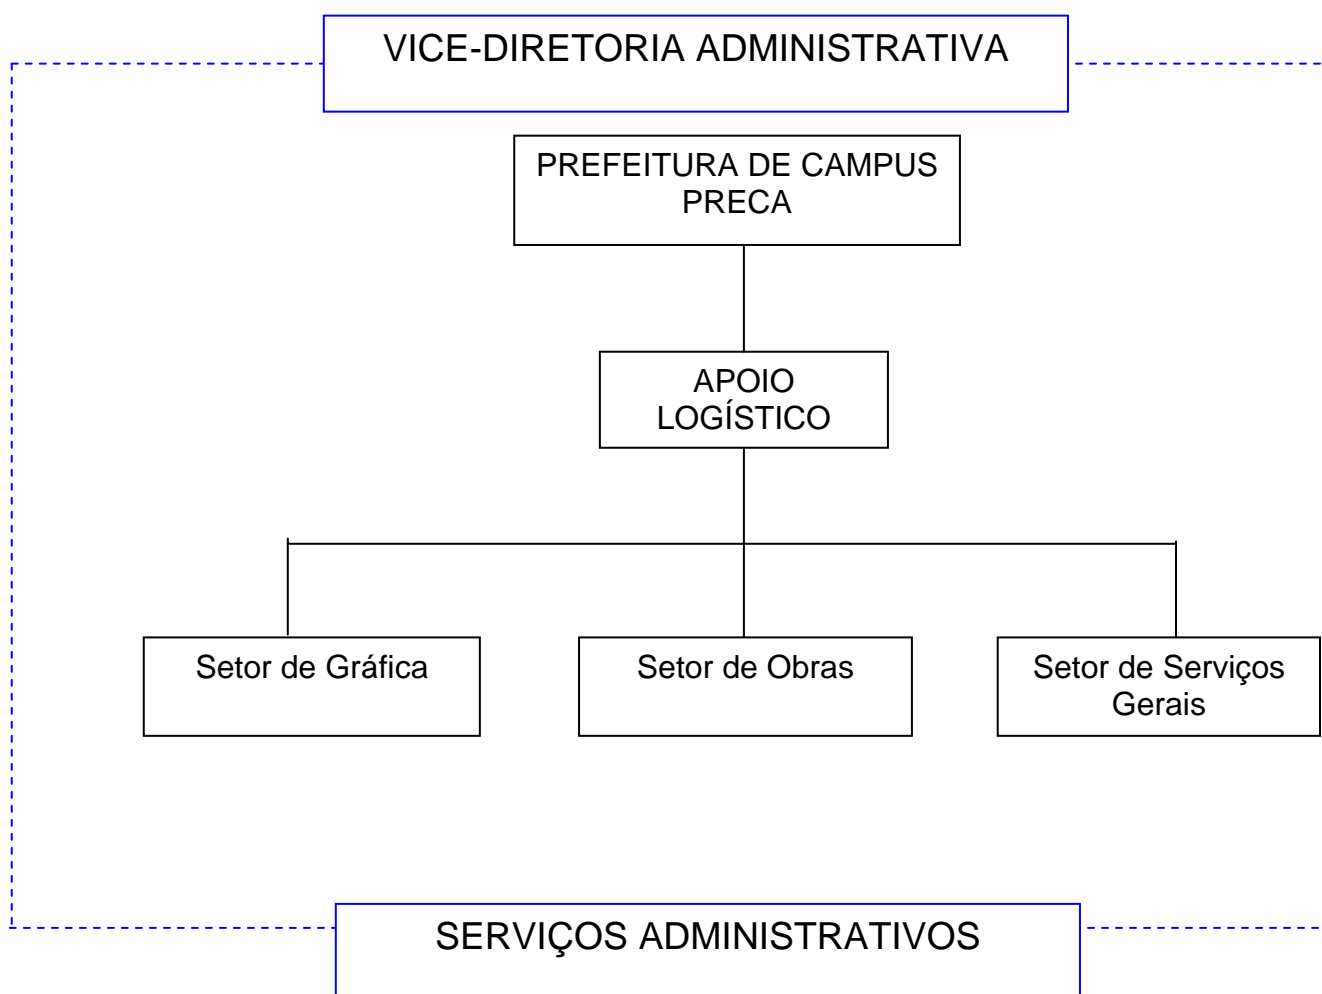 VICE-DIRETORIA ADMINISTRATIVA
PREFEITURA DE CAMPUS
PRECA
APOIO
LOGÍSTICO
Setor de Gráfica
Setor de Obras
Setor de Serviços
Gerais
SERVIÇOS ADMINISTRATIVOS